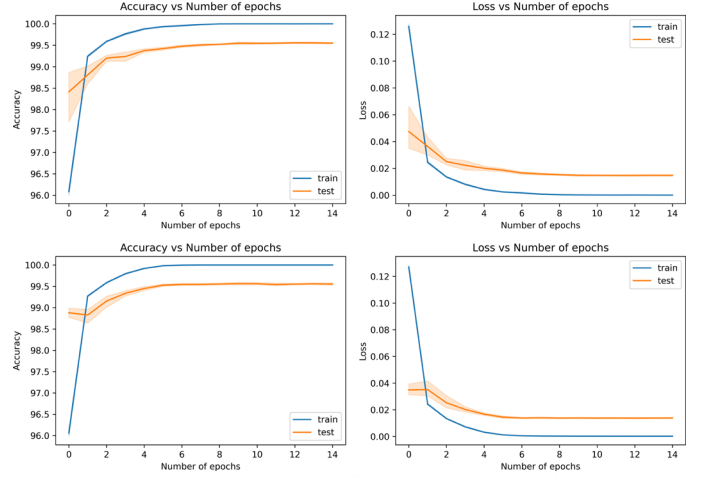 Accuracy vs Number of epochs
100.0
99.5
99.0
98.5
98.0
97.5
97.0
96.5
96.0
Accuracy
train
test
0 2 4 6 8 10 12 14
Number of epochs
Loss vs Number of epochs
0.12
0.10
0.08
0.06
0.04
0.02
0.00
Loss
train
test
0 2 4 6 8 10 12 14
Number of epochs
Accuracy vs Number of epochs
100.0
99.5
99.0
98.5
98.0
97.5
97.0
96.5
96.0
Accuracy
train
test
0 2 4 6 8 10 12 14
Number of epochs
Loss vs Number of epochs
0.12
0.10
0.08
0.06
0.04
0.02
0.00
Loss
train
test
0 2 4 6 8 10 12 14
Number of epochs